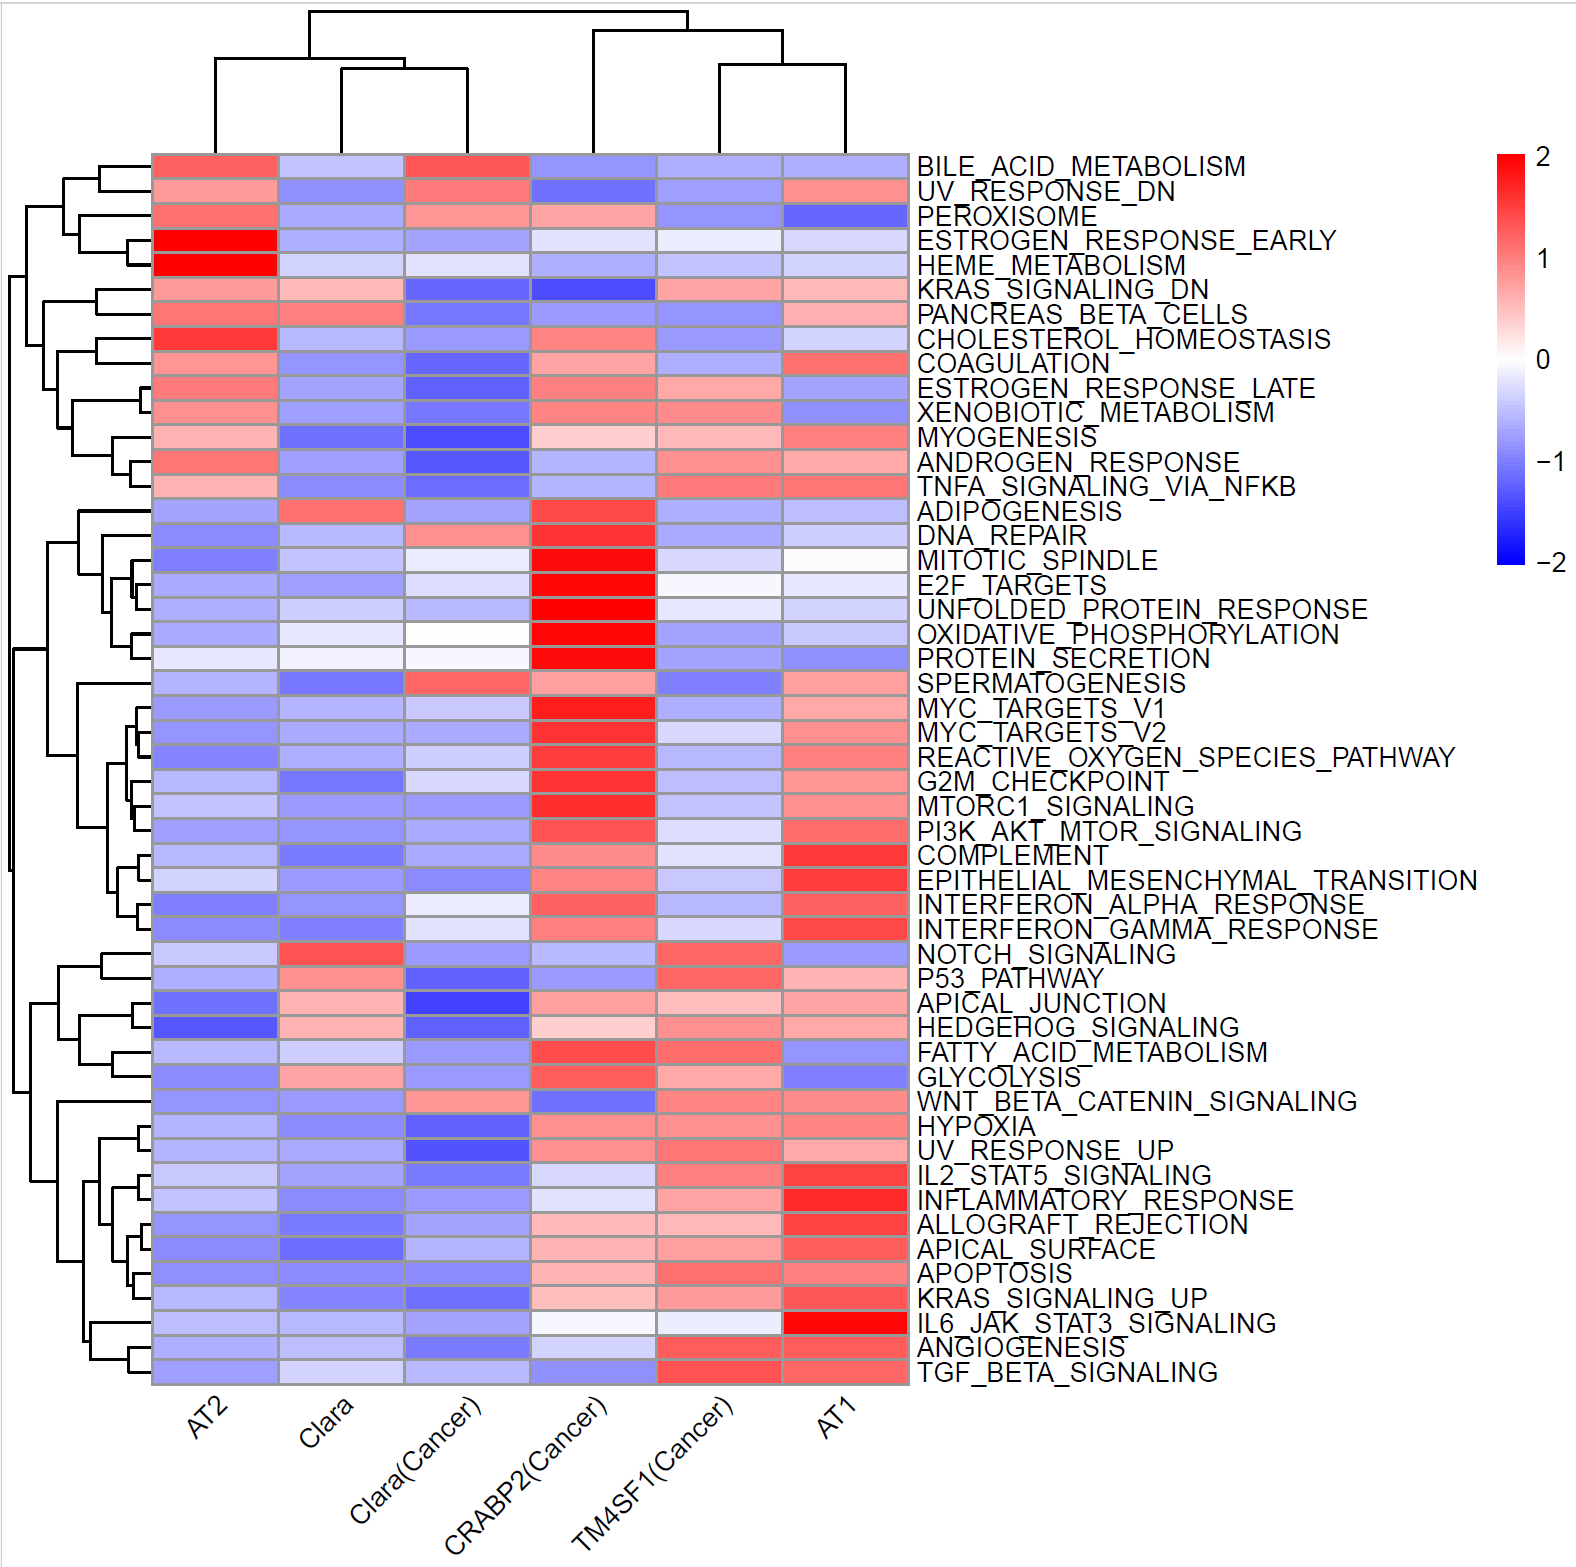 BILE_ACID_METABOLISM
UV_RESPONSE_DN
PEROXISOME
ESTROGEN_RESPONSE_EARLY
HEME_METABOLISM
KRAS_SIGNALING_DN
PANCREAS_BETA_CELLS
CHOLESTEROL_HOMEOSTASIS
COAGULATION
ESTROGEN_RESPONSE_LATE
XENOBIOTIC_METABOLISM
MYOGENESIS
ANDROGEN_RESPONSE
TNFA_SIGNALING_VIA_NFKB
ADIPOGENESIS
DNA_REPAIR
MITOTIC_SPINDLE
E2F_TARGETS
UNFOLDED_PROTEIN_RESPONSE
OXIDATIVE_PHOSPHORYLATION
PROTEIN_SECRETION
SPERMATOGENESIS
MYC_TARGETS_V1
MYC_TARGETS_V2
REACTIVE_OXYGEN_SPECIES_PATHWAY
G2M_CHECKPOINT
MTORC1_SIGNALING
PI3K_AKT_MTOR_SIGNALING
COMPLEMENT
EPITHELIAL_MESENCHYMAL_TRANSITION
INTERFERON_ALPHA_RESPONSE
INTERFERON_GAMMA_RESPONSE
NOTCH_SIGNALING
P53_PATHWAY
APICAL_JUNCTION
HEDGEHOG_SIGNALING
FATTY_ACID_METABOLISM
GLYCOLYSIS
WNT_BETA_CATENIN_SIGNALING
HYPOXIA
UV_RESPONSE_UP
IL2_STAT5_SIGNALING
INFLAMMATORY_RESPONSE
ALLOGRAFT_REJECTION
APICAL_SURFACE
APOPTOSIS
KRAS_SIGNALING_UP
IL6_JAK_STAT3_SIGNALING
ANGIOGENESIS
TGF_BETA_SIGNALING
2
1
0
−1
−2
AT2
Clara
Clara(Cancer)
CRABP2(Cancer)
TM4SF1(Cancer)
AT1